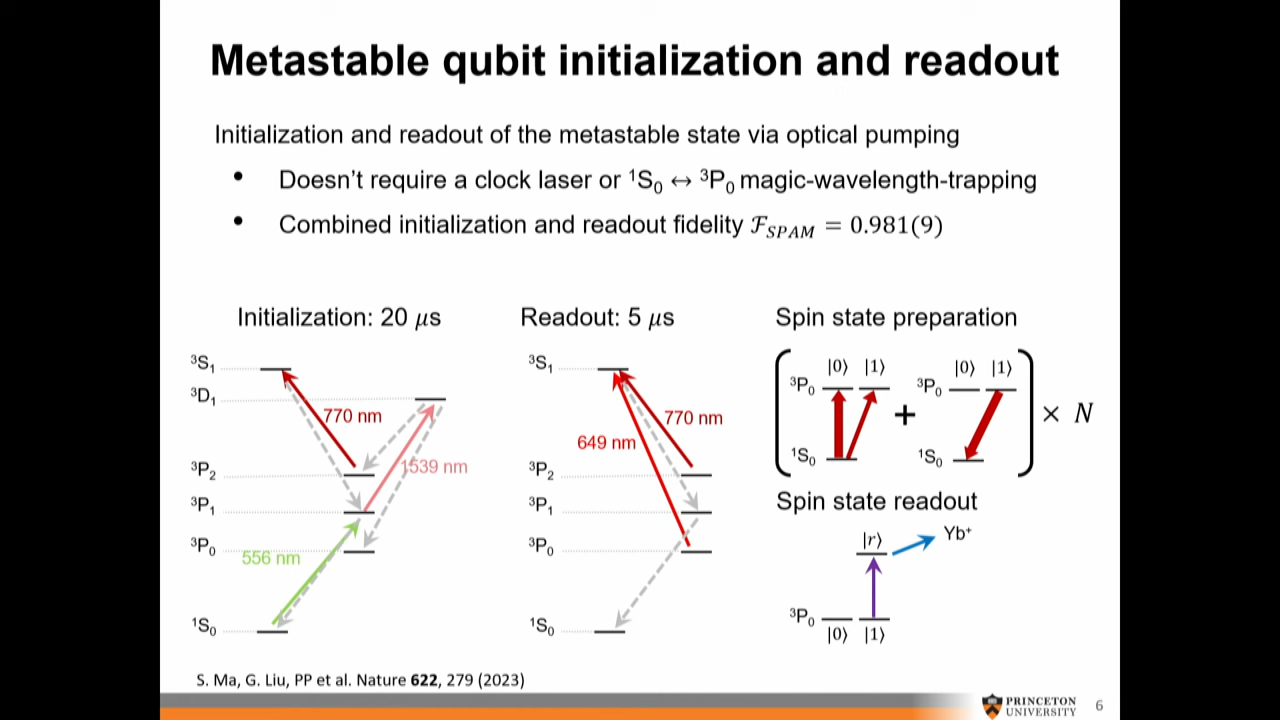 Metastable qubit initialization and readout
Initialization and readout of the metastable state via optical pumping
• Doesn't require a clock laser or ¹S₀ ↔ ³P₀ magic-wavelength-trapping
• Combined initialization and readout fidelity ℱ_SPAM = 0.981(9)
Initialization: 20 μs
³S₁
³D₁
770 nm
1539 nm
³P₂
³P₁
³P₀
556 nm
¹S₀
Readout: 5 μs
³S₁
770 nm
649 nm
³P₂
³P₁
³P₀
¹S₀
Spin state preparation
|0⟩ |1⟩ |0⟩ |1⟩
³P₀ ³P₀
+ × N
¹S₀ ¹S₀
Spin state readout
|r⟩ Yb⁺
³P₀
|0⟩ |1⟩
S. Ma, G. Liu, PP et al. Nature 622, 279 (2023)
PRINCETON
UNIVERSITY
6